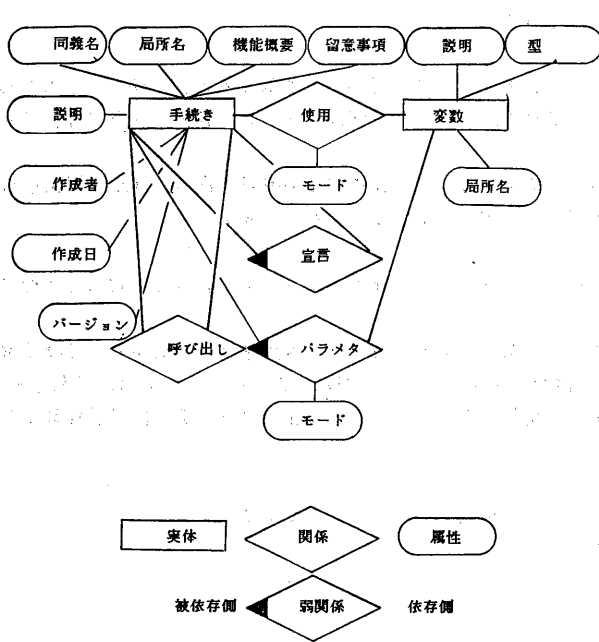 同義名
局所名
機能概要
留意事項
説明
型
説明
手続き
使用
変数
作成者
モード
局所名
作成日
宣言
バージョン
呼び出し
パラメタ
モード
実体
関係
属性
被依存側
弱関係
依存側